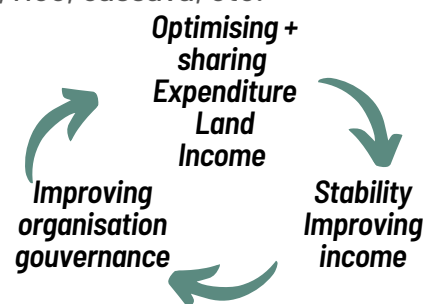 Optimising +
sharing
Expenditure
Land
Income
Stability
Improving
income
Improving
organisation
gouvernance